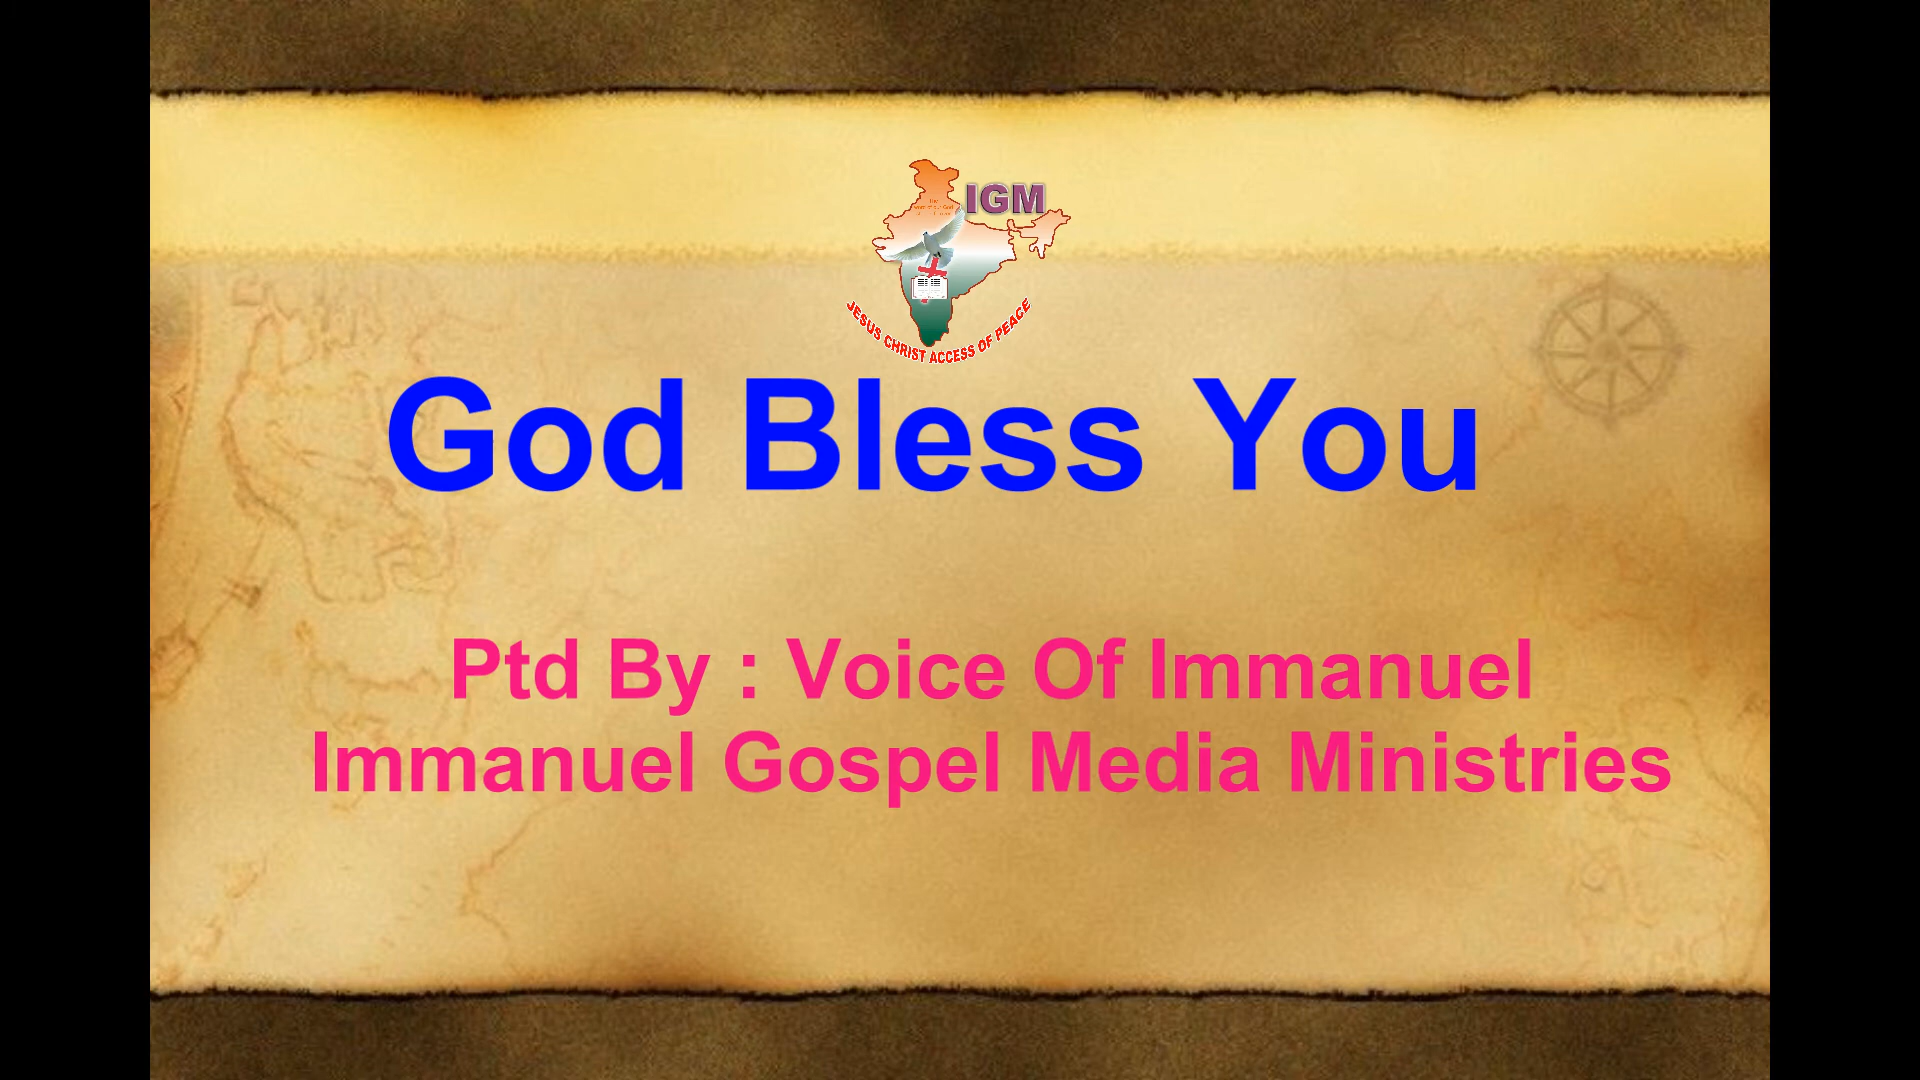 IGM
JESUS CHRIST ACCESS OF PEACE
God Bless You
Ptd By : Voice Of Immanuel
Immanuel Gospel Media Ministries